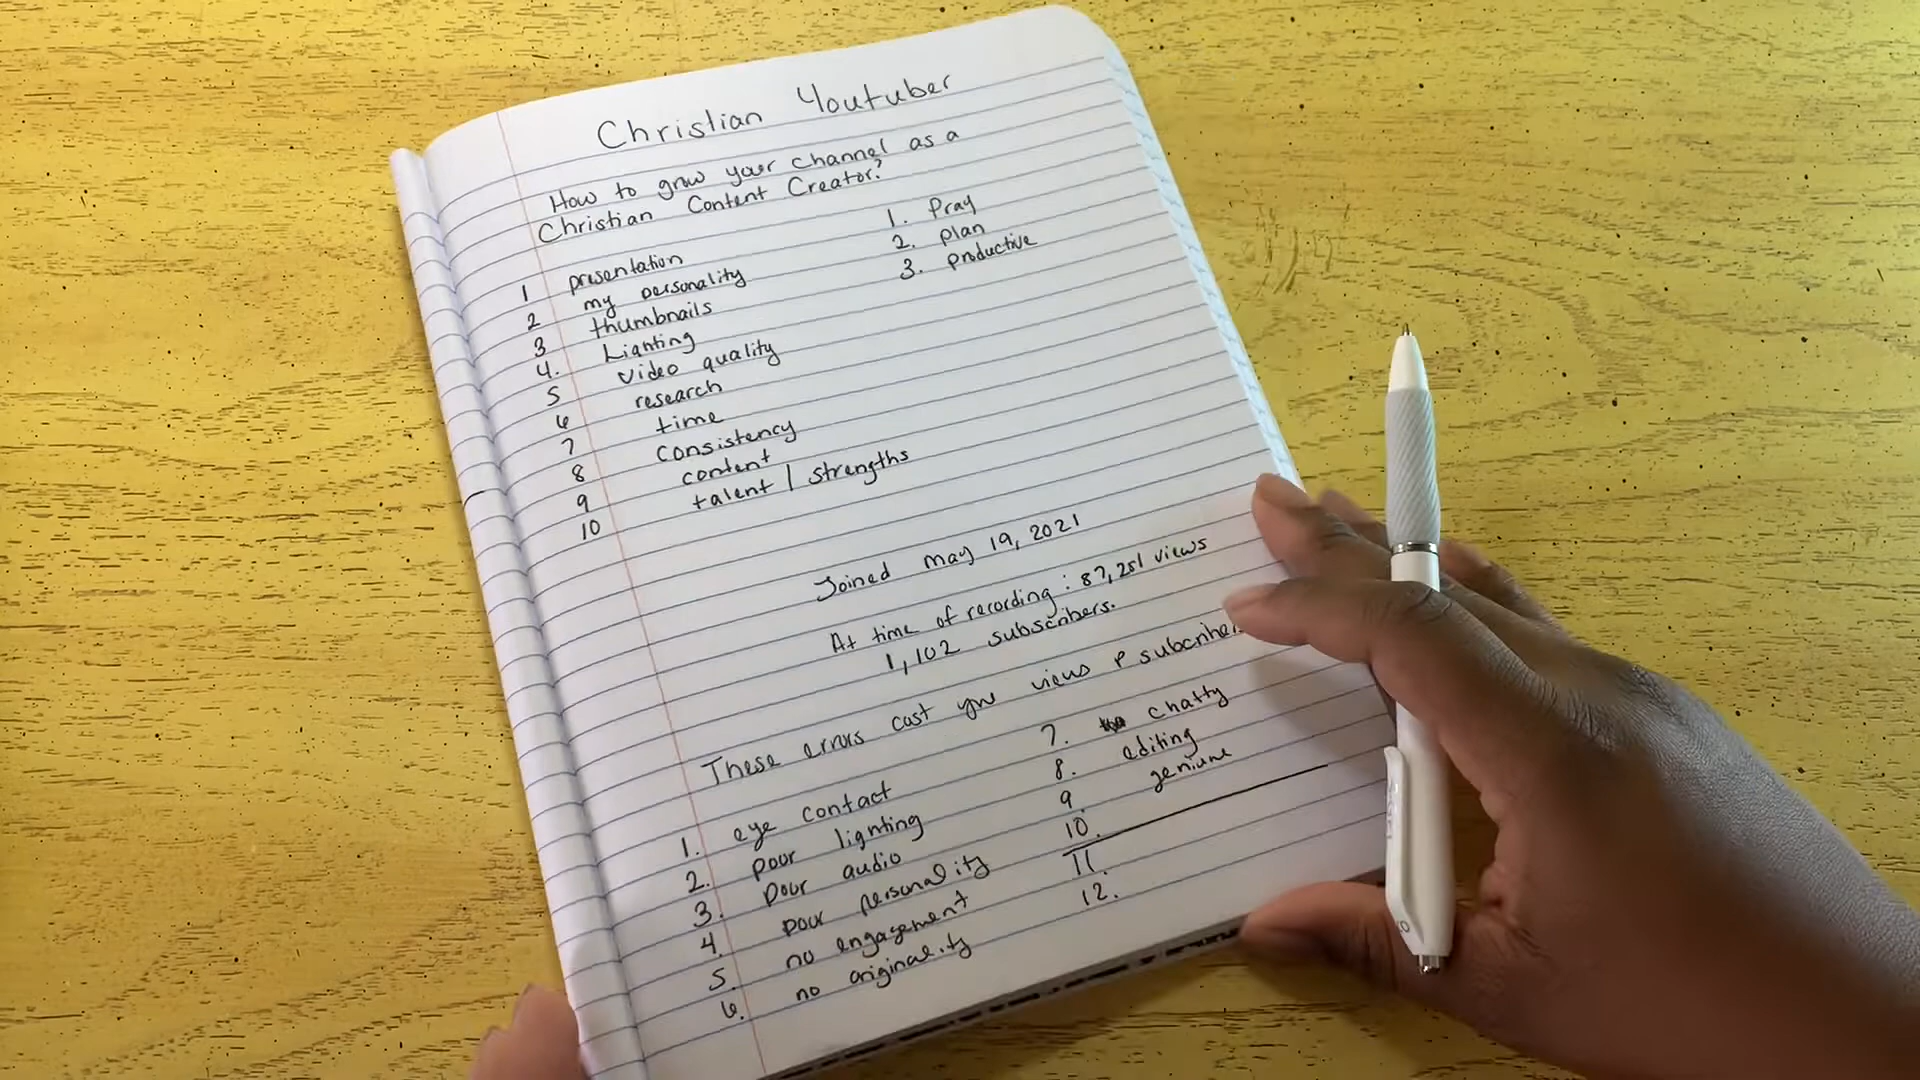 Christian Youtuber
How to grow your channel as a
Christian Content Creator?
1 presentation
2 my personality
3 thumbnails
4. Lighting
5 video quality
6 research
7 time
8 consistency
9 content
10 talent / strengths
1. Pray
2. plan
3. productive
Joined may 19, 2021
At time of recording: 87,251 views
1,102 subscribers.
These errors cost you views & subcribers
1. eye contact
2. poor lighting
3. poor audio
4. poor personality
5. no engagement
6. no originality
7. chatty
8. editing
9. geniune
10.
11.
12.